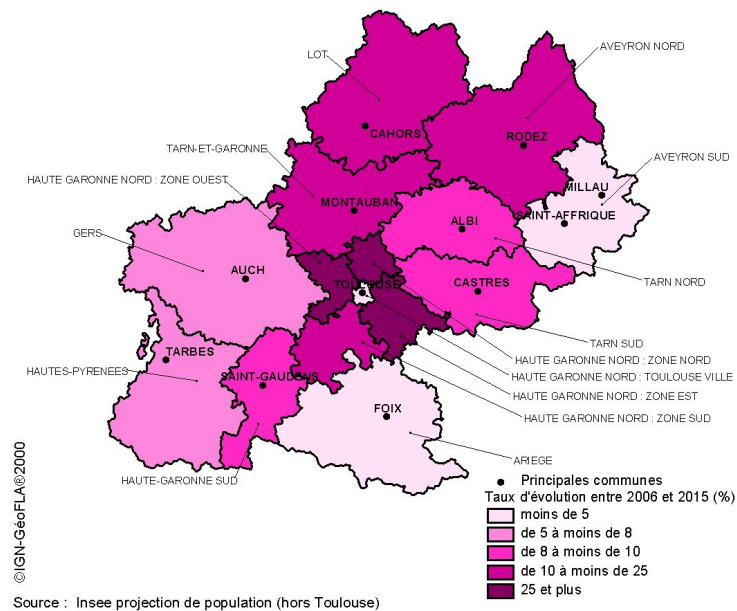 AVEYRON NORD
LOT
CAHORS
RODEZ
TARN-ET-GARONNE
AVEYRON SUD
HAUTE GARONNE NORD : ZONE OUEST
MILLAU
MONTAUBAN
SAINT-AFFRIQUE
ALBI
GERS
AUCH
TOULOUSE
CASTRES
TARN NORD
TARN SUD
TARBES
HAUTE GARONNE NORD : ZONE NORD
HAUTES-PYRENEES
SAINT-GAUDENS
HAUTE GARONNE NORD : TOULOUSE VILLE
HAUTE GARONNE NORD : ZONE EST
FOIX
HAUTE GARONNE NORD : ZONE SUD
ARIEGE
HAUTE-GARONNE SUD
Principales communes
Taux d'évolution entre 2006 et 2015 (%)
moins de 5
de 5 à moins de 8
de 8 à moins de 10
de 10 à moins de 25
25 et plus
©IGN-GéoFLA®2000
Source : Insee projection de population (hors Toulouse)